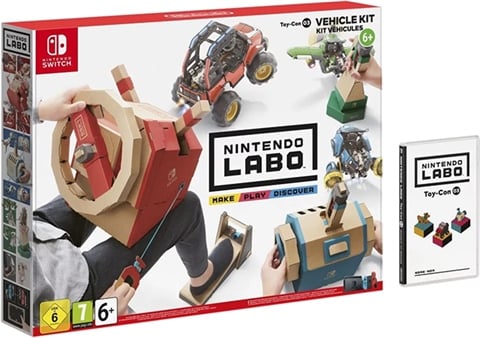 NINTENDO
SWITCH
Toy-Con 03
VEHICLE KIT
KIT VÉHICULES
6+
NINTENDO
LABO
NINTENDO
LABO
MAKE PLAY DISCOVER
6
7
6+
NINTENDO
LABO
Toy-Con 03